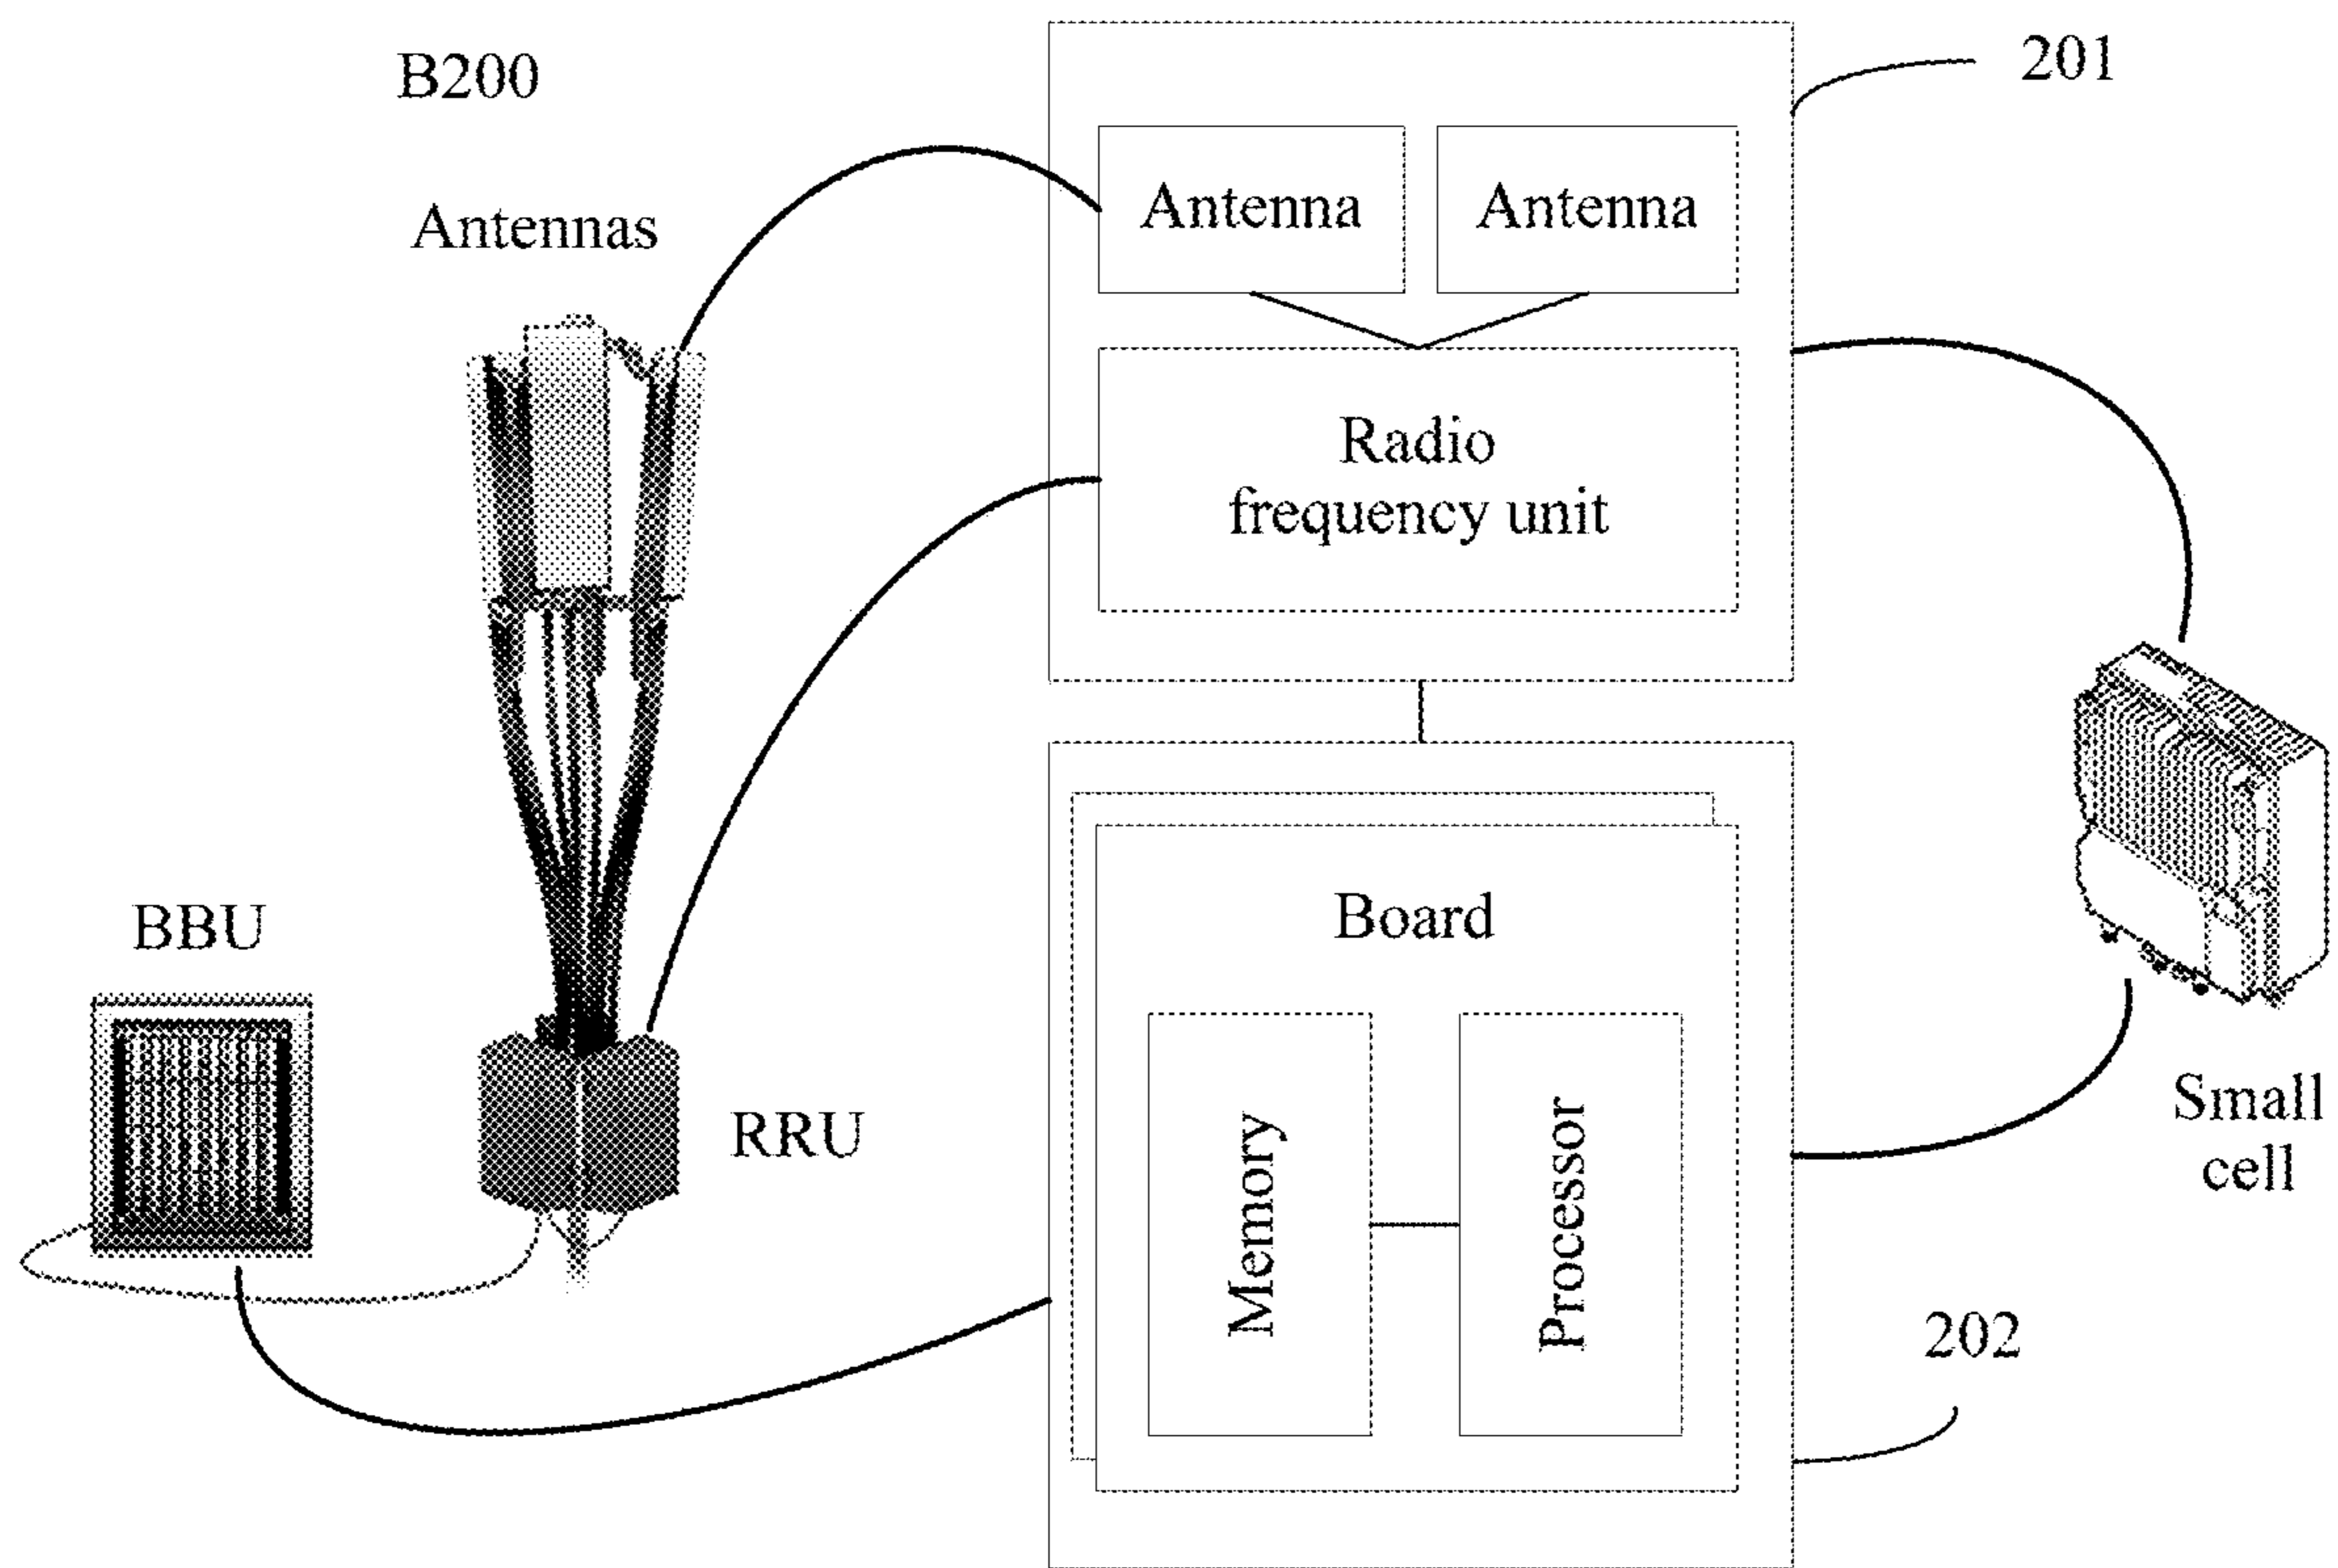 B200
201
Antennas
Antenna
Antenna
Radio
frequency unit
BBU
Board
RRU
Memory
Processor
Small
cell
202